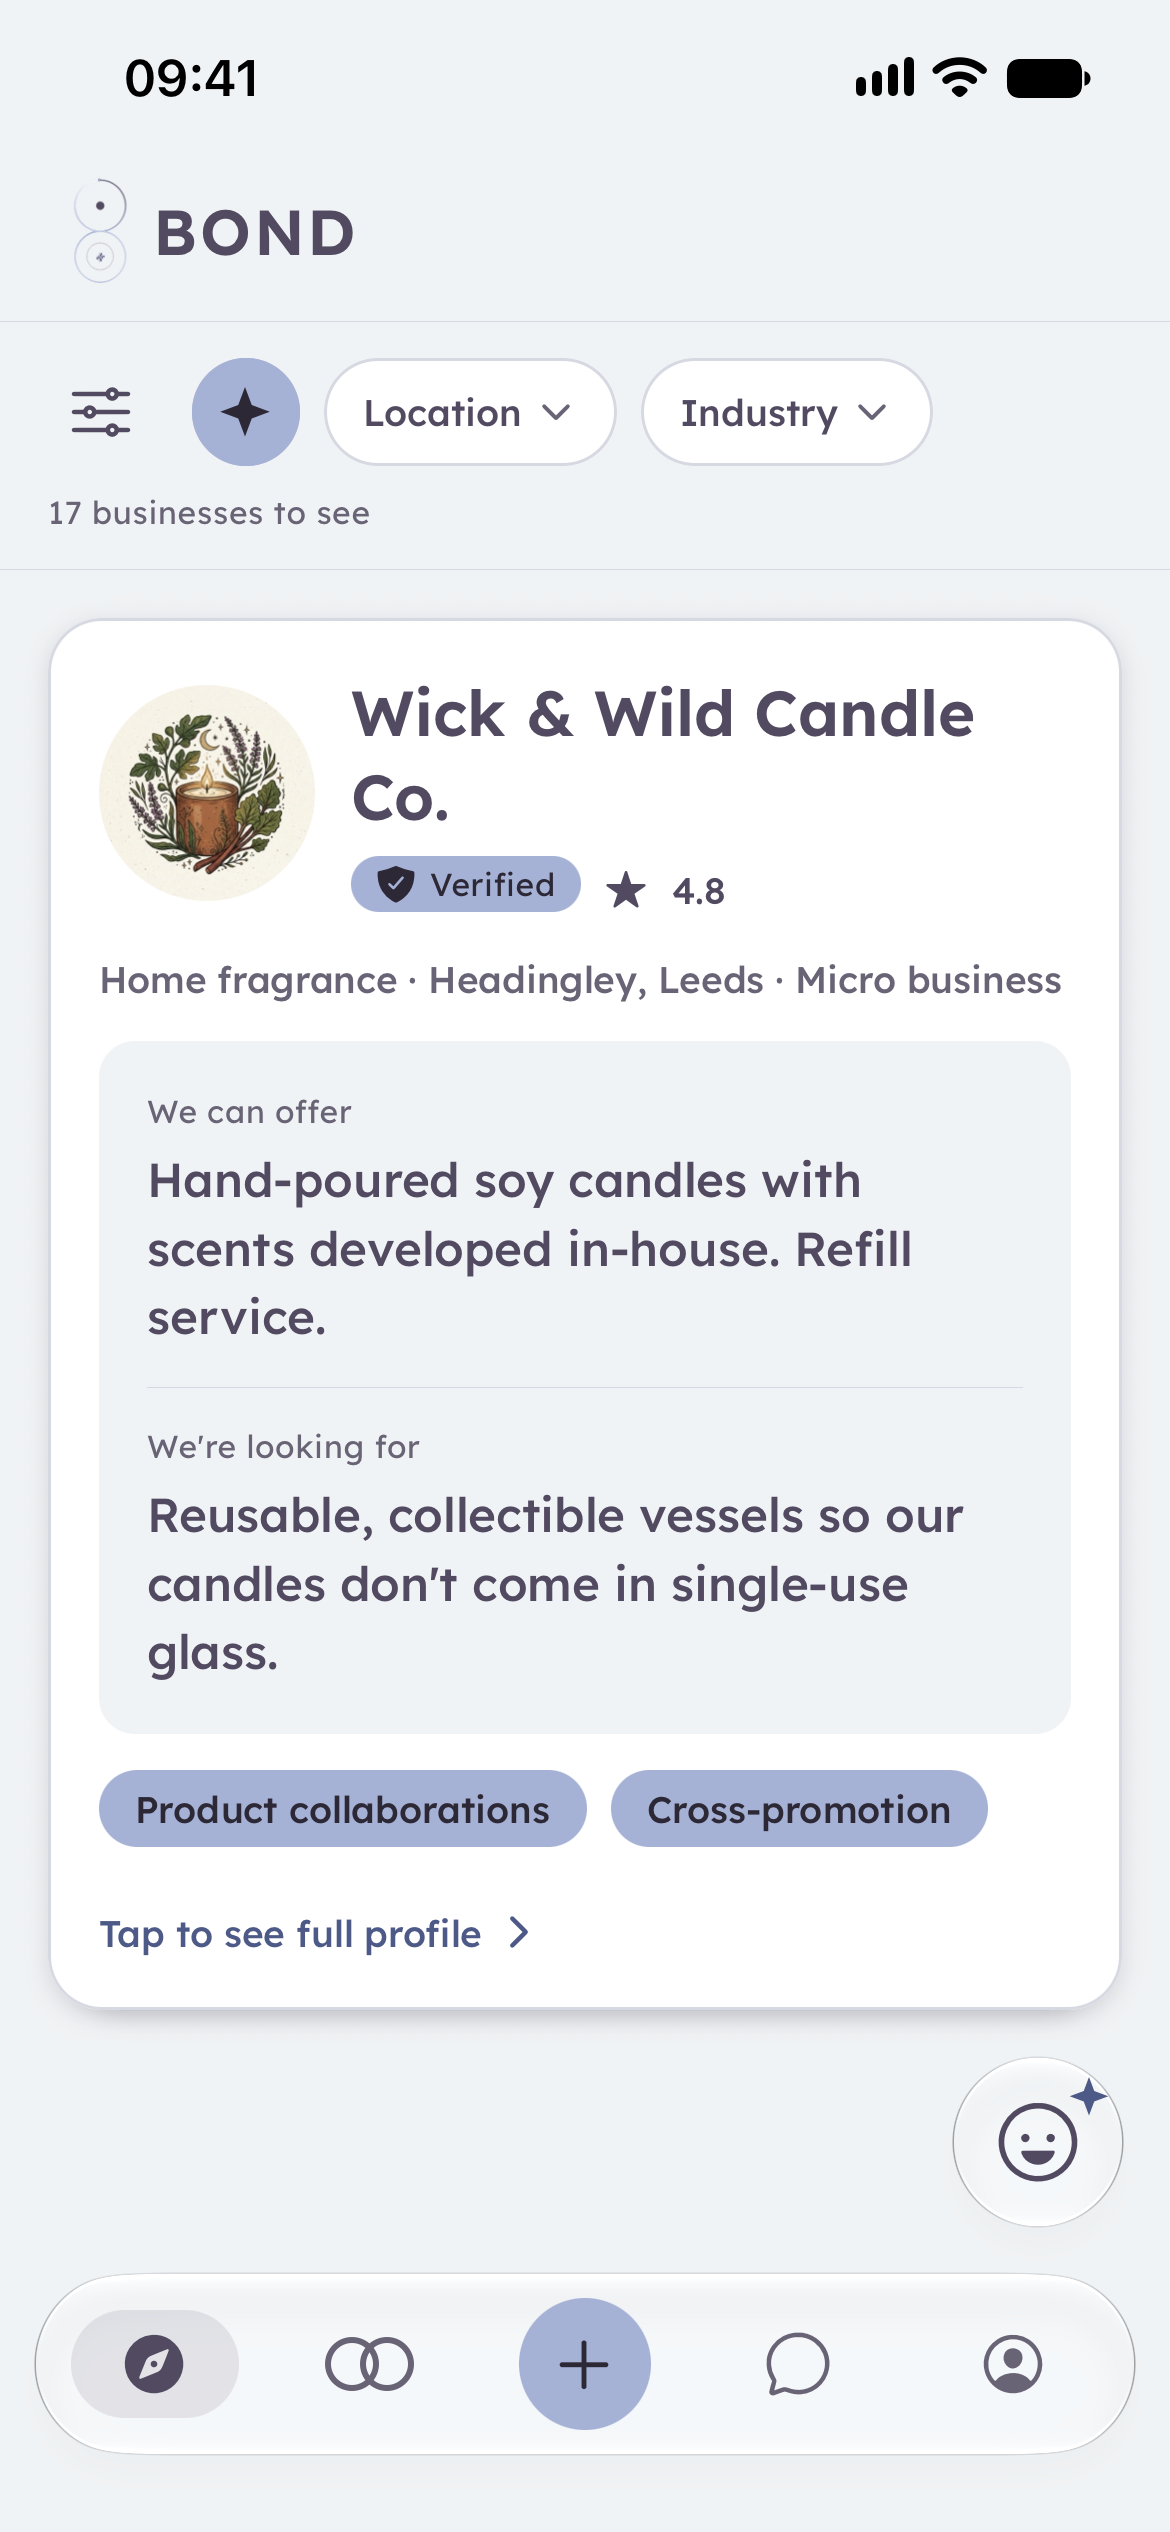 09:41
BOND
Location
Industry
17 businesses to see
Wick & Wild Candle
Co.
Verified
4.8
Home fragrance · Headingley, Leeds · Micro business
We can offer
Hand-poured soy candles with
scents developed in-house. Refill
service.
We're looking for
Reusable, collectible vessels so our
candles don't come in single-use
glass.
Product collaborations
Cross-promotion
Tap to see full profile